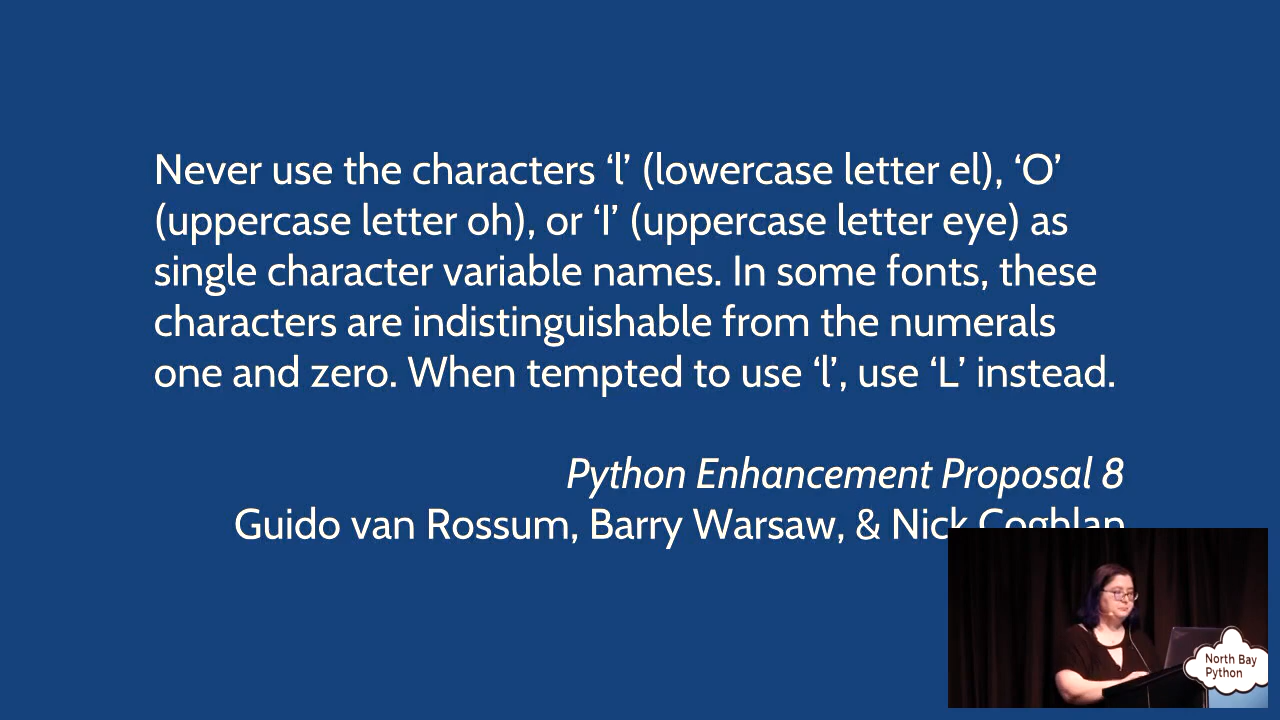 Never use the characters ‘l’ (lowercase letter el), ‘O’
(uppercase letter oh), or ‘I’ (uppercase letter eye) as
single character variable names. In some fonts, these
characters are indistinguishable from the numerals
one and zero. When tempted to use ‘l’, use ‘L’ instead.
Python Enhancement Proposal 8
Guido van Rossum, Barry Warsaw, & Nick Coghlan
North Bay
Python